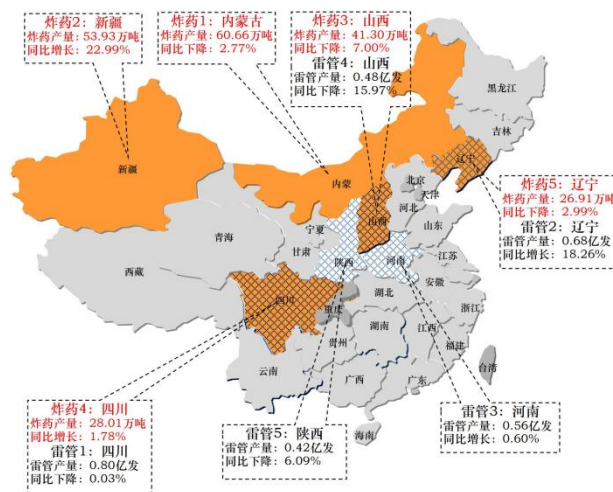 炸药2：新疆
炸药产量：53.93万吨
同比增长：22.99%
炸药1：内蒙古
炸药产量：60.66万吨
同比下降：2.77%
炸药3：山西
炸药产量：41.30万吨
同比下降：7.00%
雷管4：山西
雷管产量：0.48亿发
同比下降：15.97%
黑龙江
吉林
辽宁
新疆
内蒙
北京
天津
河北
山西
山东
宁夏
青海
甘肃
陕西
河南
江苏
西藏
安徽
四川
重庆
湖北
浙江
湖南
江西
贵州
福建
云南
广西
广东
台湾
海南
炸药5：辽宁
炸药产量：26.91万吨
同比下降：2.99%
雷管2：辽宁
雷管产量：0.68亿发
同比增长：18.26%
炸药4：四川
炸药产量：28.01万吨
同比增长：1.78%
雷管1：四川
雷管产量：0.80亿发
同比下降：0.03%
雷管5：陕西
雷管产量：0.42亿发
同比下降：6.09%
雷管3：河南
雷管产量：0.56亿发
同比增长：0.60%